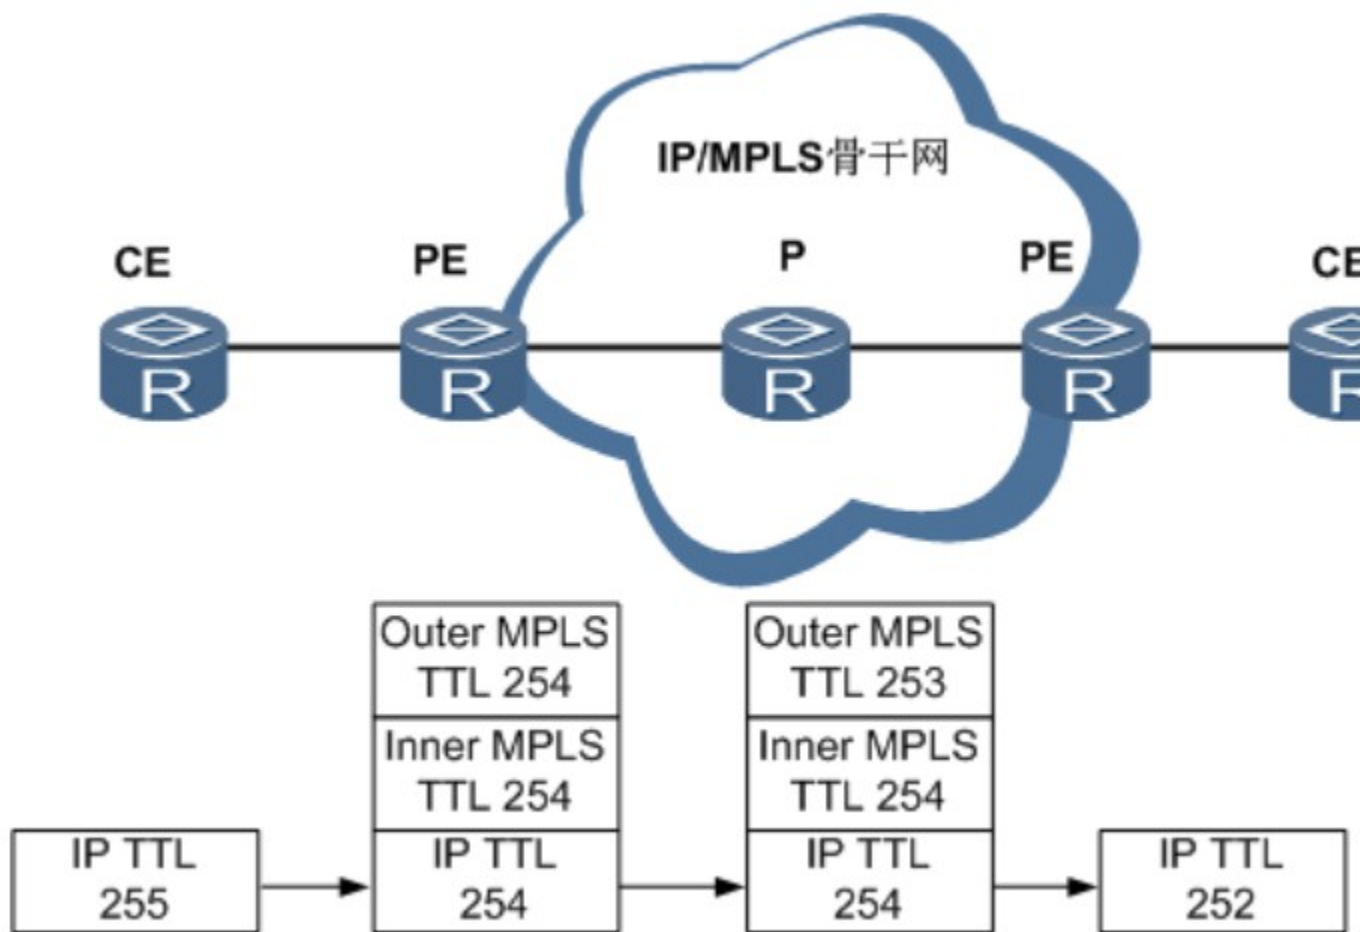 IP/MPLS骨干网
CE
PE
P
PE
CE
R
R
R
R
R
Outer MPLS
TTL 254
Inner MPLS
TTL 254
IP TTL
254
Outer MPLS
TTL 253
Inner MPLS
TTL 254
IP TTL
254
IP TTL
255
IP TTL
252